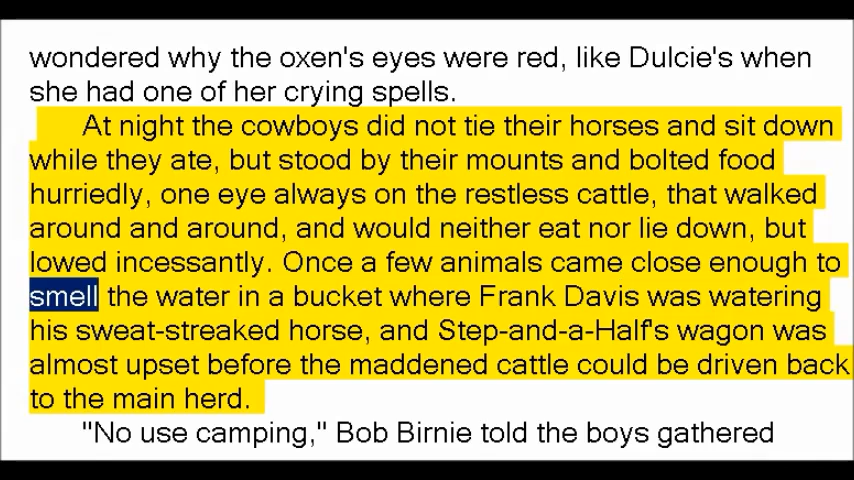 wondered why the oxen's eyes were red, like Dulcie's when
she had one of her crying spells.
At night the cowboys did not tie their horses and sit down
while they ate, but stood by their mounts and bolted food
hurriedly, one eye always on the restless cattle, that walked
around and around, and would neither eat nor lie down, but
lowed incessantly. Once a few animals came close enough to
smell the water in a bucket where Frank Davis was watering
his sweat-streaked horse, and Step-and-a-Half's wagon was
almost upset before the maddened cattle could be driven back
to the main herd.
"No use camping," Bob Birnie told the boys gathered